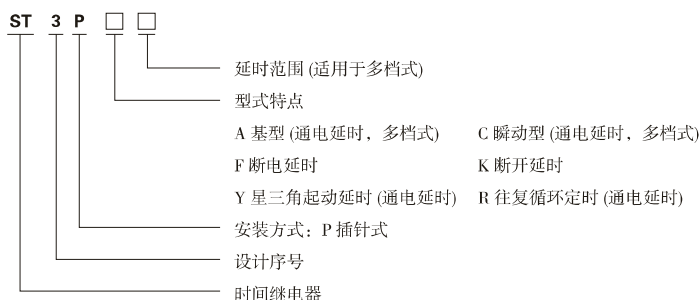 ST 3 P □ □
延时范围 (适用于多档式)
型式特点
A 基型 (通电延时, 多档式) C 瞬动型 (通电延时, 多档式)
F 断电延时 K 断开延时
Y 星三角起动延时 (通电延时) R 往复循环定时 (通电延时)
安装方式: P 插针式
设计序号
时间继电器